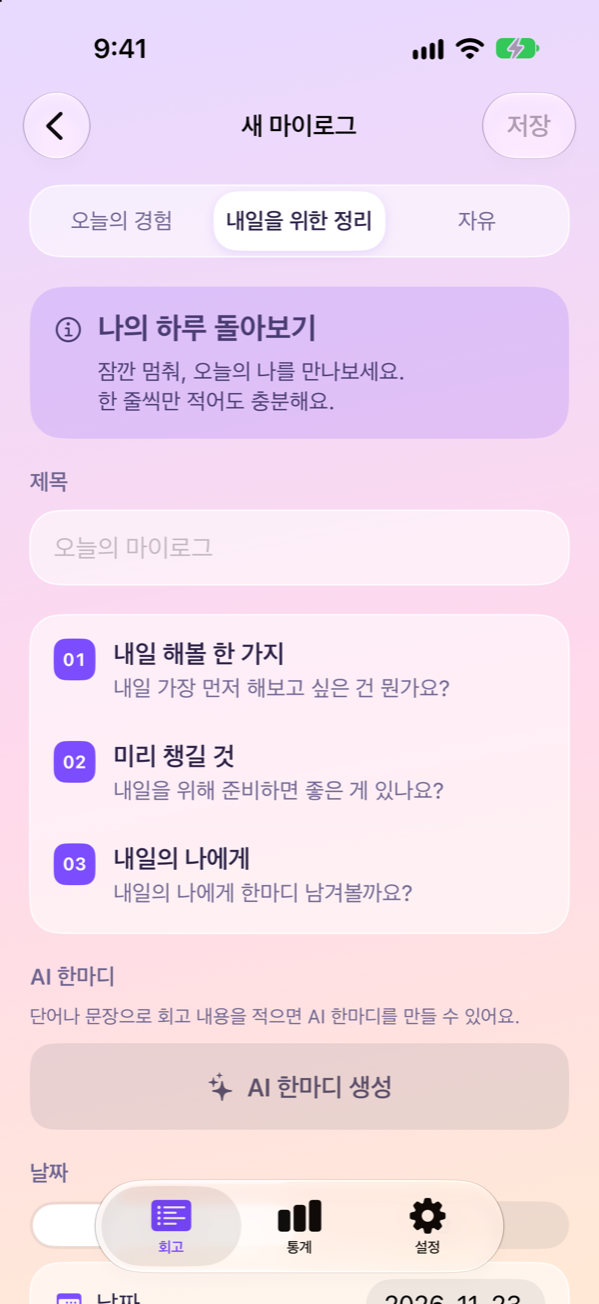 9:41
새 마이로그
저장
오늘의 경험
내일을 위한 정리
자유
나의 하루 돌아보기
잠깐 멈춰, 오늘의 나를 만나보세요.
한 줄씩만 적어도 충분해요.
제목
오늘의 마이로그
01
내일 해볼 한 가지
내일 가장 먼저 해보고 싶은 건 뭔가요?
02
미리 챙길 것
내일을 위해 준비하면 좋은 게 있나요?
03
내일의 나에게
내일의 나에게 한마디 남겨볼까요?
AI 한마디
단어나 문장으로 회고 내용을 적으면 AI 한마디를 만들 수 있어요.
AI 한마디 생성
날짜
회고
통계
설정
날짜
2026. 11. 23.